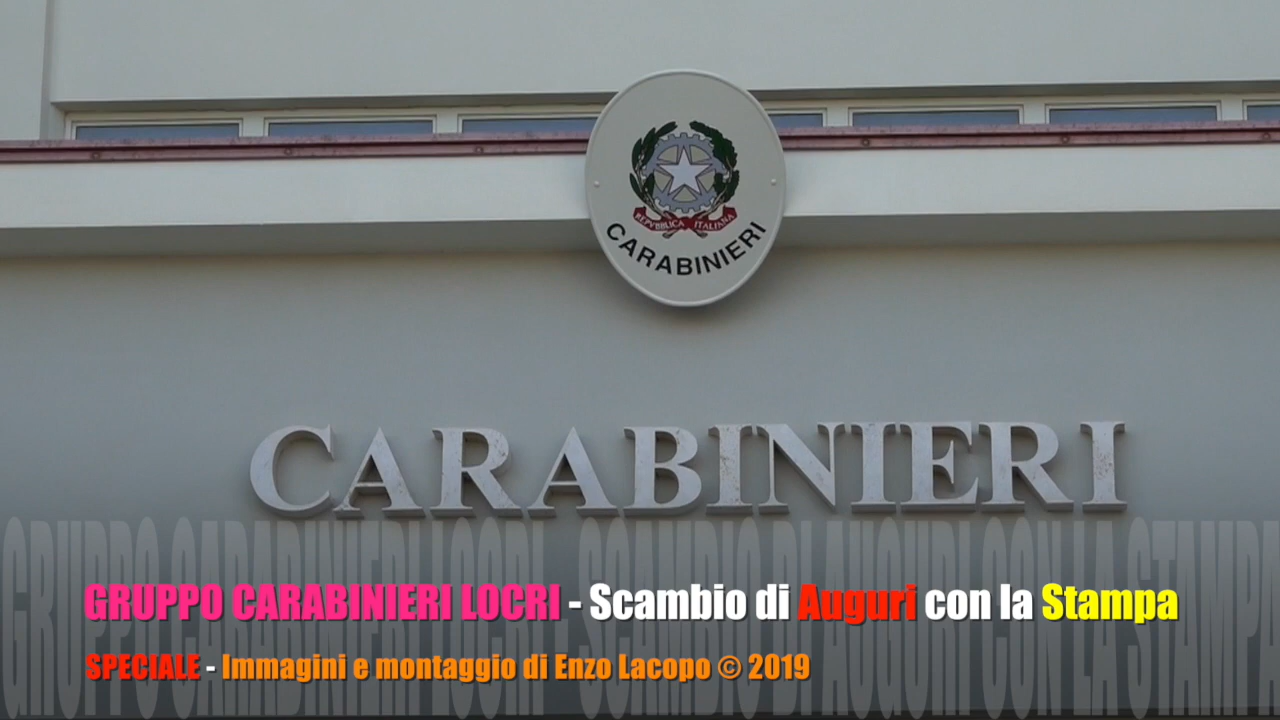 REPVBBLICA ITALIANA
CARABINIERI
CARABINIERI
GRUPPO CARABINIERI LOCRI - SCAMBIO DI AUGURI CON LA STAMPA
GRUPPO CARABINIERI LOCRI - Scambio di Auguri con la Stampa
SPECIALE - Immagini e montaggio di Enzo Lacopo © 2019